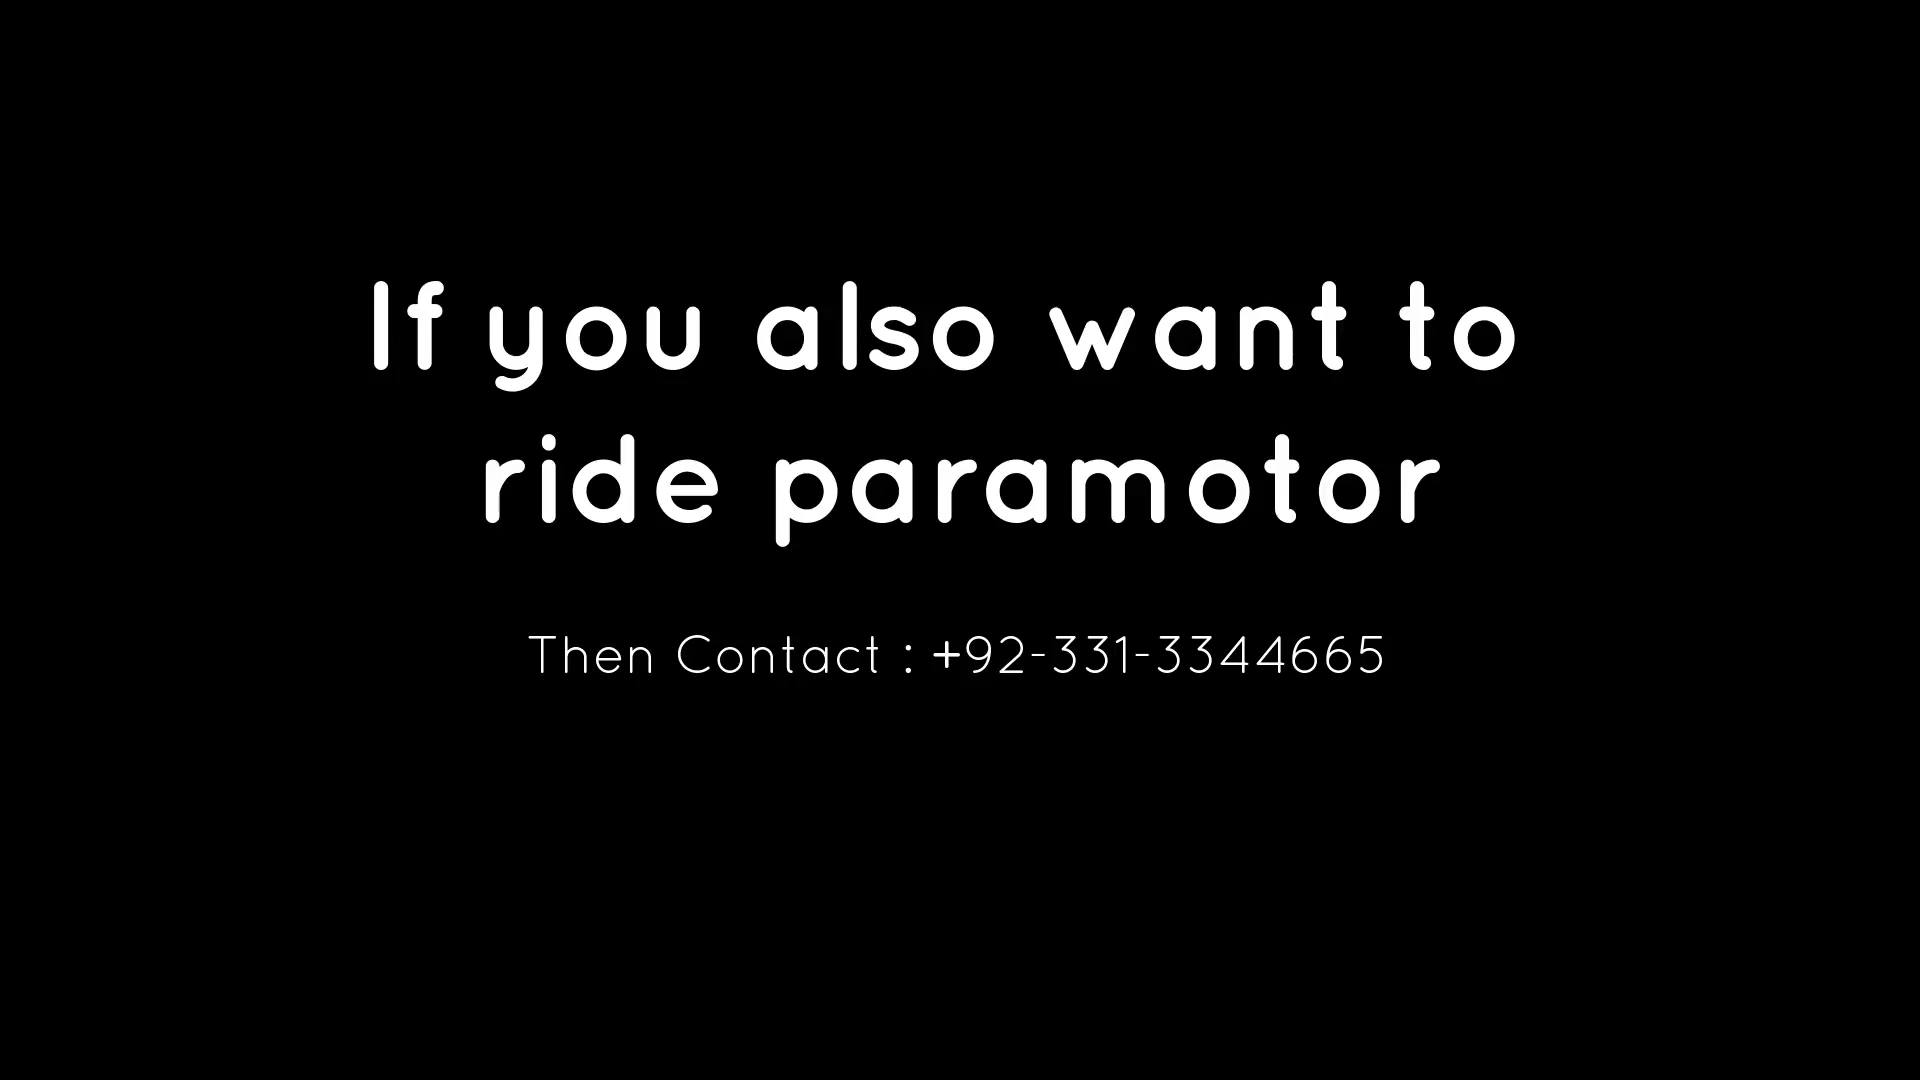 If you also want to
ride paramotor
Then Contact : +92-331-3344665